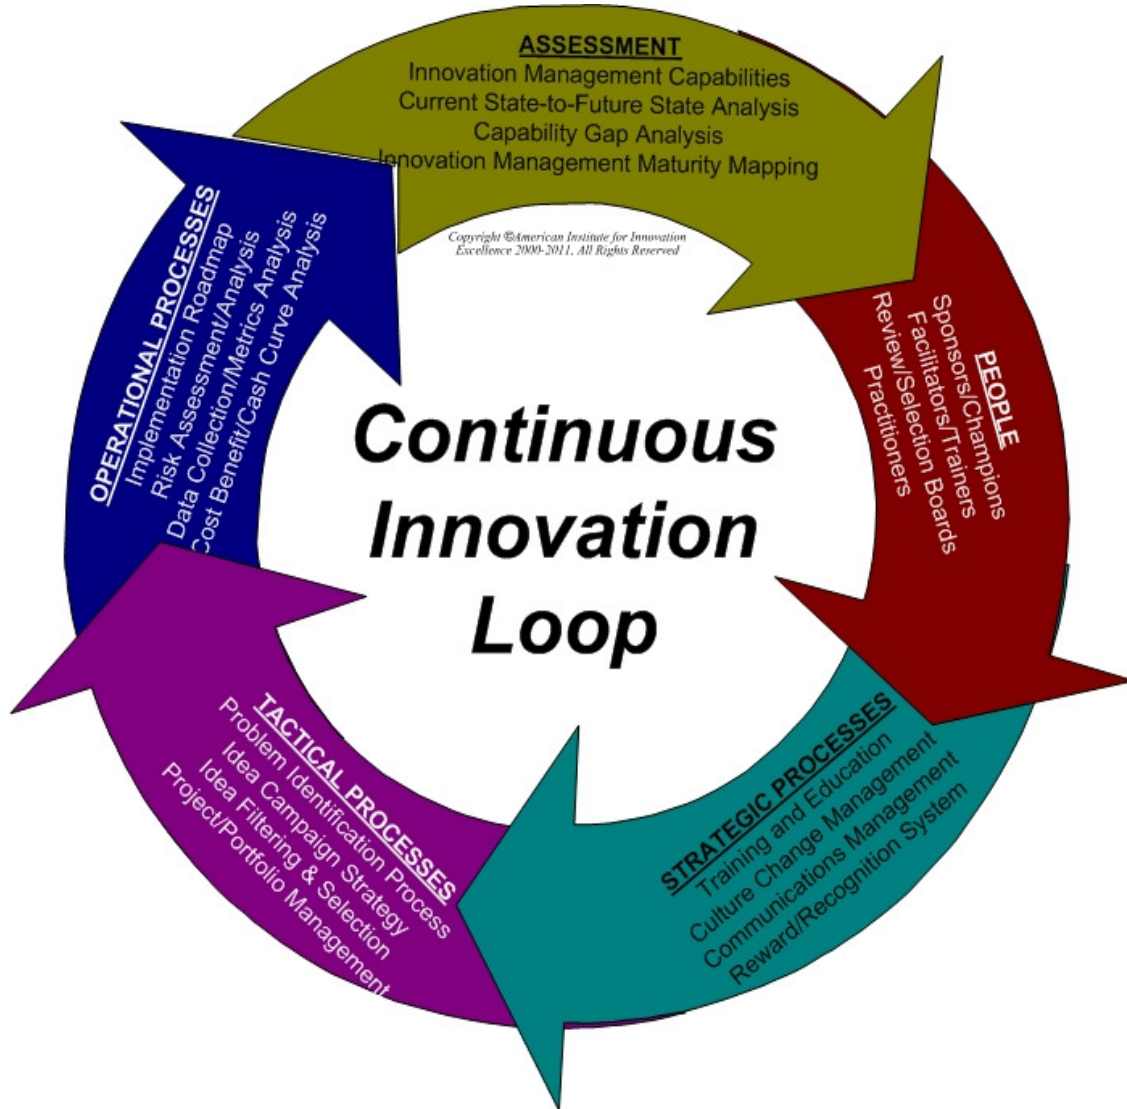 ASSESSMENT
Innovation Management Capabilities
Current State-to-Future State Analysis
Capability Gap Analysis
Innovation Management Maturity Mapping
Copyright ©American Institute for Innovation
Excellence 2000-2011, All Rights Reserved
PEOPLE
Sponsors/Champions
Facilitators/Trainers
Review/Selection Boards
Practitioners
STRATEGIC PROCESSES
Training and Education
Culture Change Management
Communications Management
Reward/Recognition System
TACTICAL PROCESSES
Problem Identification Process
Idea Campaign Strategy
Idea Filtering & Selection
Project/Portfolio Management
OPERATIONAL PROCESSES
Implementation Roadmap
Risk Assessment/Analysis
Data Collection/Metrics Analysis
Cost Benefit/Cash Curve Analysis
Continuous
Innovation
Loop